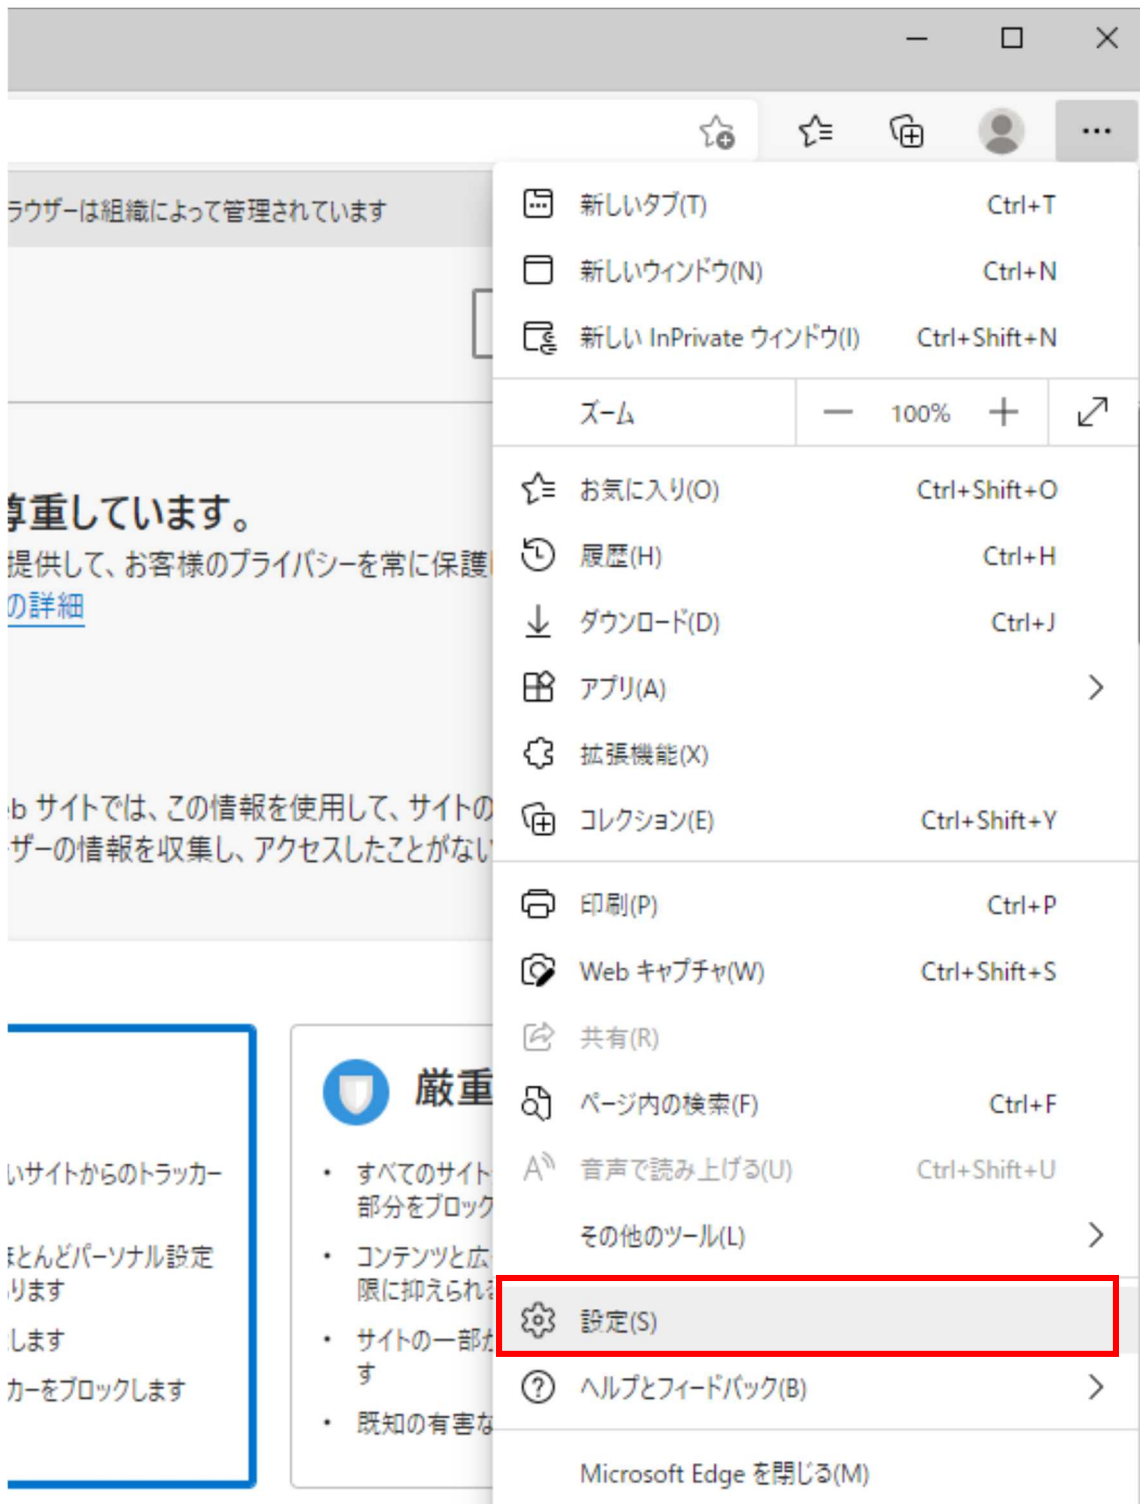 ラウザーは組織によって管理されています
新しいタブ(T) Ctrl+T
新しいウィンドウ(N) Ctrl+N
新しい InPrivate ウィンドウ(I) Ctrl+Shift+N
ズーム 100%
お気に入り(O) Ctrl+Shift+O
履歴(H) Ctrl+H
ダウンロード(D) Ctrl+J
アプリ(A)
拡張機能(X)
コレクション(E) Ctrl+Shift+Y
印刷(P) Ctrl+P
Web キャプチャ(W) Ctrl+Shift+S
共有(R)
ページ内の検索(F) Ctrl+F
音声で読み上げる(U) Ctrl+Shift+U
その他のツール(L)
設定(S)
ヘルプとフィードバック(B)
Microsoft Edge を閉じる(M)
尊重しています。
提供して、お客様のプライバシーを常に保護
の詳細
eb サイトでは、この情報を使用して、サイトの
ーザーの情報を収集し、アクセスしたことがない
いサイトからのトラッカー
ほとんどパーソナル設定
ります
します
カーをブロックします
厳重
• すべてのサイト
部分をブロック
• コンテンツと広
限に抑えられ
• サイトの一部が
す
• 既知の有害な